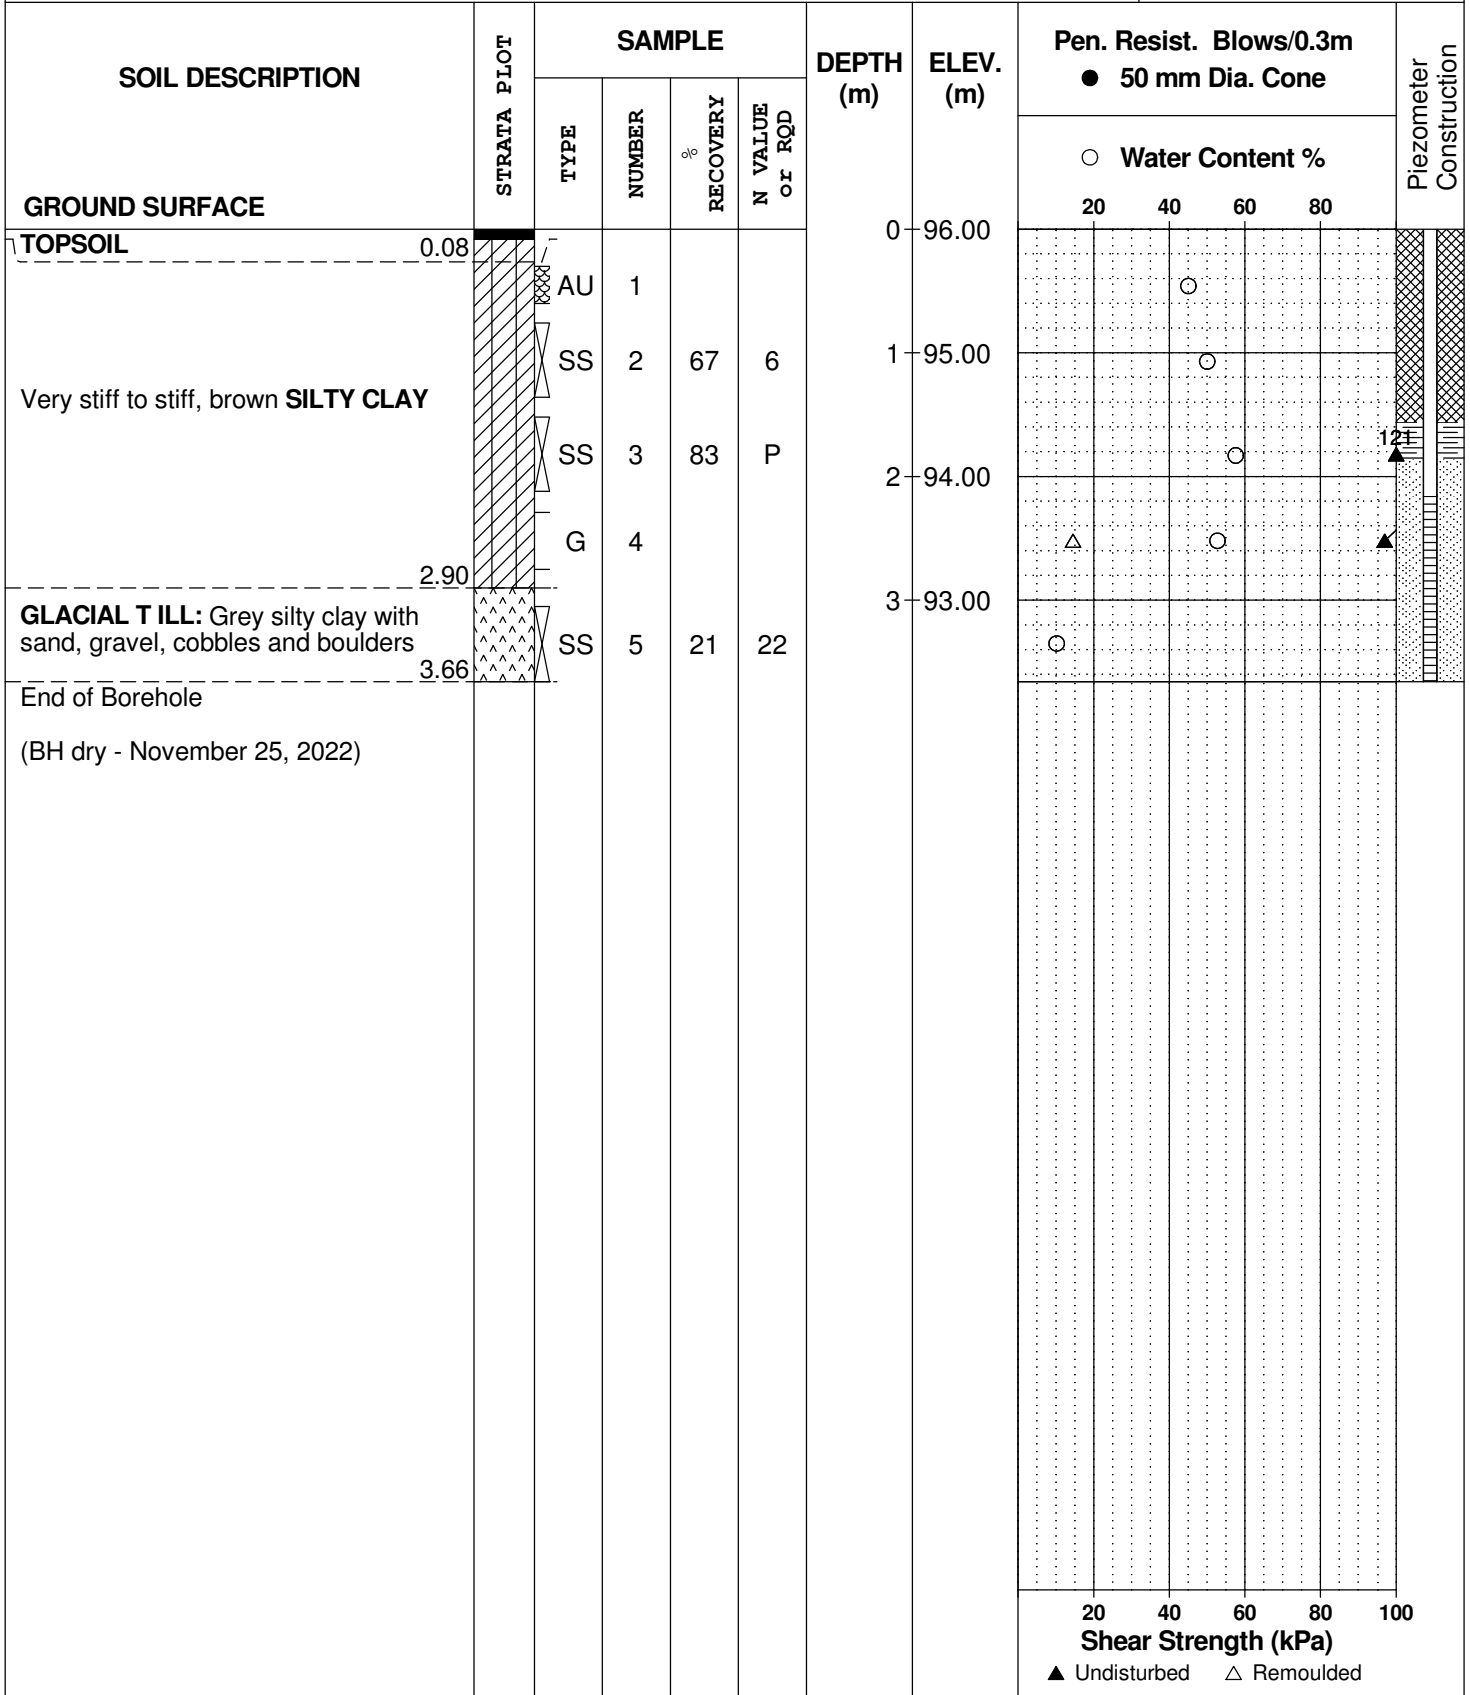 SOIL DESCRIPTION
GROUND SURFACE
STRATA PLOT
SAMPLE
TYPE
NUMBER
%
RECOVERY
N VALUE
or RQD
DEPTH
(m)
ELEV.
(m)
Pen. Resist. Blows/0.3m
● 50 mm Dia. Cone
○ Water Content %
20 40 60 80
Piezometer
Construction
0 96.00
TOPSOIL 0.08
AU 1
SS 2 67 6
1 95.00
Very stiff to stiff, brown SILTY CLAY
121
SS 3 83 P
2 94.00
G 4
2.90
3 93.00
GLACIAL T ILL: Grey silty clay with
sand, gravel, cobbles and boulders
SS 5 21 22
3.66
End of Borehole
(BH dry - November 25, 2022)
20 40 60 80 100
Shear Strength (kPa)
▲ Undisturbed △ Remoulded